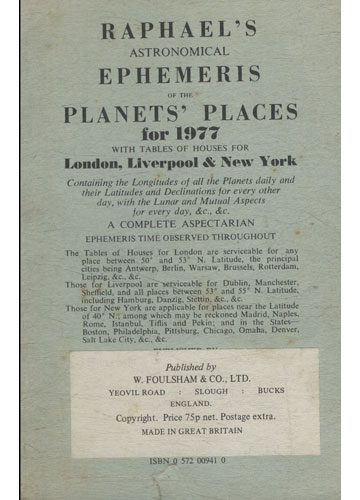 RAPHAEL'S
ASTRONOMICAL
EPHEMERIS
OF THE
PLANETS' PLACES
for 1977
WITH TABLES OF HOUSES FOR
London, Liverpool & New York
Containing the Longitudes of all the Planets daily and
their Latitudes and Declinations for every other
day, with the Lunar and Mutual Aspects
for every day, &c., &c.
A COMPLETE ASPECTARIAN
EPHEMERIS TIME OBSERVED THROUGHOUT
The Tables of Houses for London are serviceable for any
place between 50° and 53° N. Latitude, the principal
cities being Antwerp, Berlin, Warsaw, Brussels, Rotterdam,
Leipzig, &c., &c.
Those for Liverpool are serviceable for Dublin, Manchester,
Sheffield, and all places between 53° and 55° N. Latitude,
including Hamburg, Danzig, Stettin, &c., &c.
Those for New York are applicable for places near the Latitude
of 40° N.; among which may be reckoned Madrid, Naples,
Rome, Istanbul, Tiflis and Pekin; and in the States—
Boston, Philadelphia, Pittsburg, Chicago, Omaha, Denver,
Salt Lake City, &c., &c.
Published by
W. FOULSHAM & CO., LTD.
YEOVIL ROAD : SLOUGH : BUCKS
ENGLAND.
Copyright. Price 75p net. Postage extra.
MADE IN GREAT BRITAIN
ISBN 0 572 00941 0